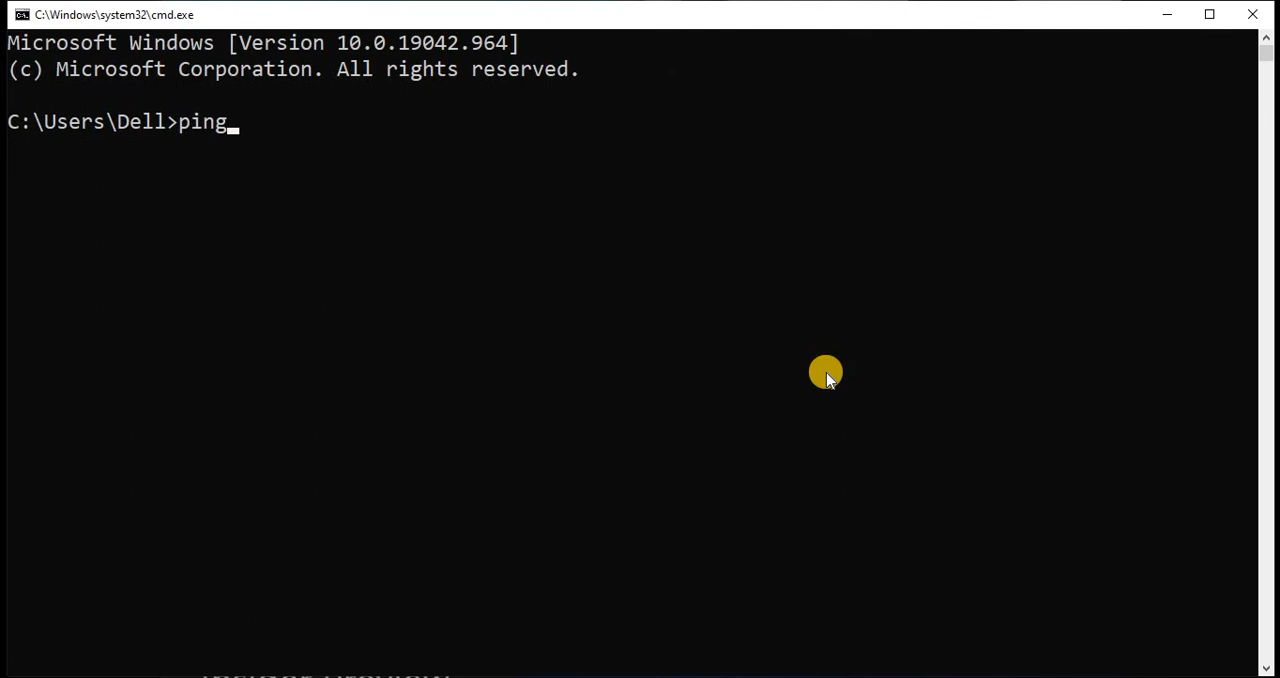 C:\Windows\system32\cmd.exe
Microsoft Windows [Version 10.0.19042.964]
(c) Microsoft Corporation. All rights reserved.
C:\Users\Dell>ping